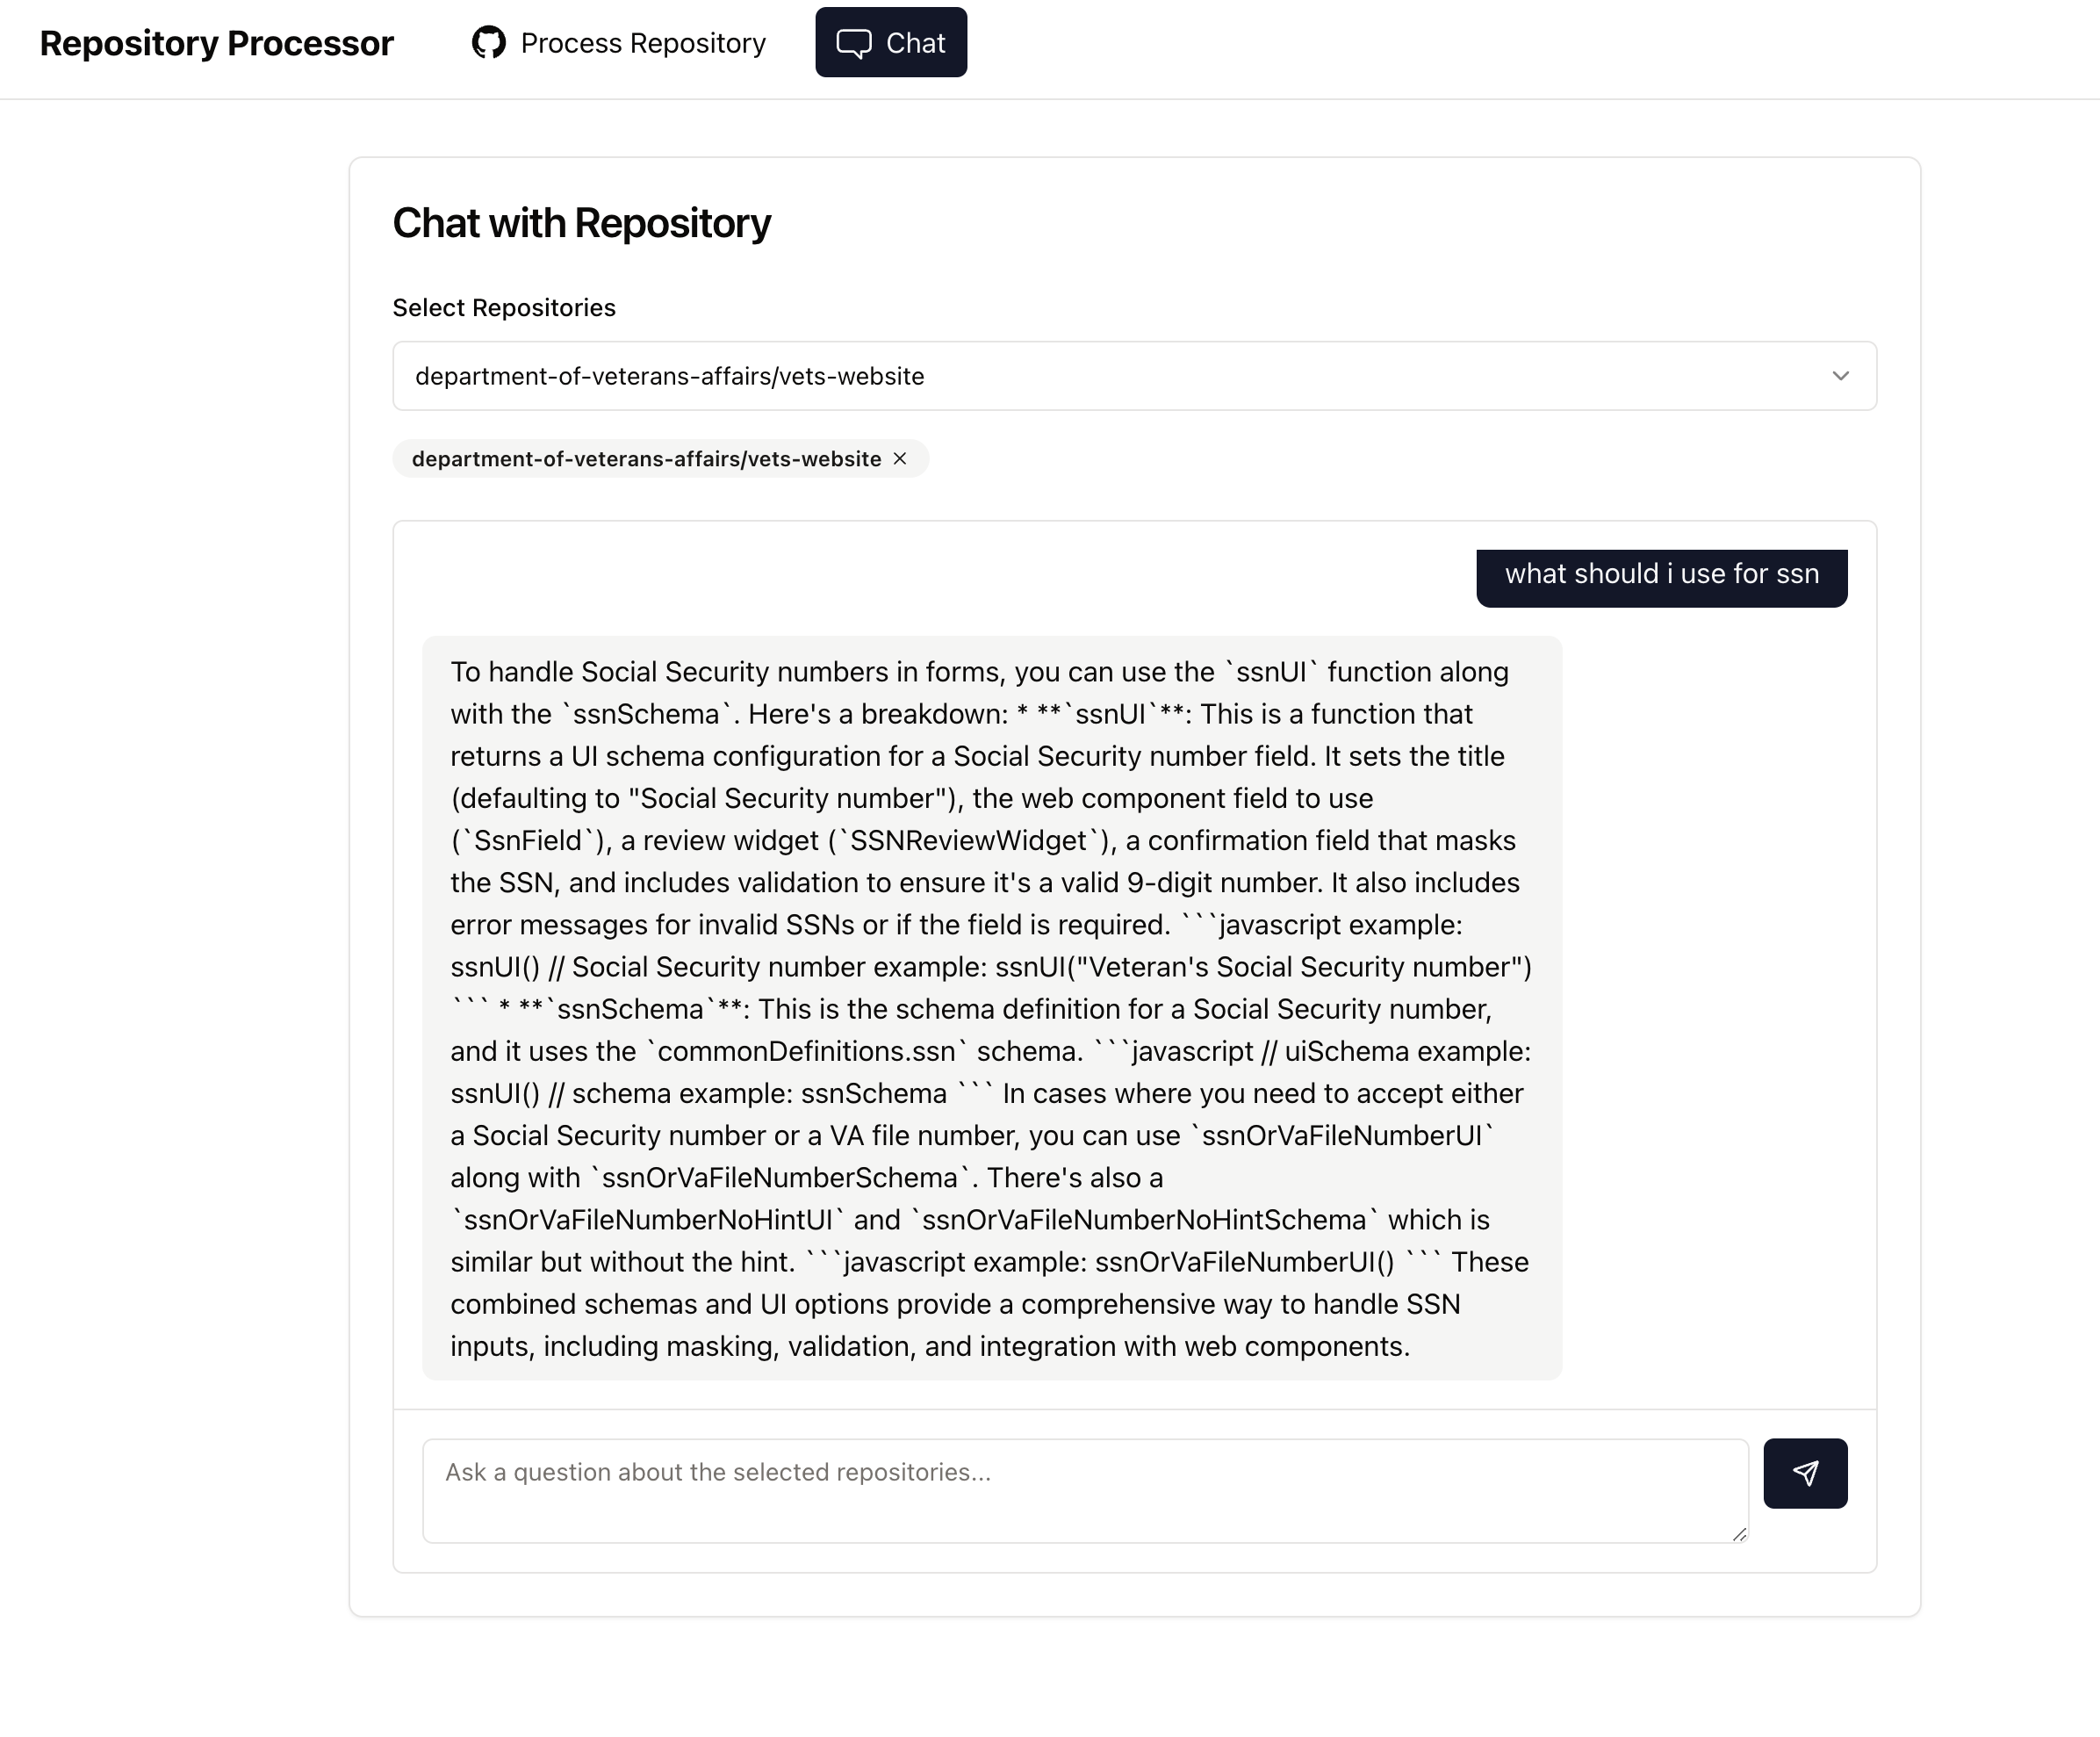 Repository Processor
Process Repository
Chat
Chat with Repository
Select Repositories
department-of-veterans-affairs/vets-website
department-of-veterans-affairs/vets-website ×
what should i use for ssn
To handle Social Security numbers in forms, you can use the `ssnUI` function along
with the `ssnSchema`. Here's a breakdown: * **`ssnUI`**: This is a function that
returns a UI schema configuration for a Social Security number field. It sets the title
(defaulting to "Social Security number"), the web component field to use
(`SsnField`), a review widget (`SSNReviewWidget`), a confirmation field that masks
the SSN, and includes validation to ensure it's a valid 9-digit number. It also includes
error messages for invalid SSNs or if the field is required. ```javascript example:
ssnUI() // Social Security number example: ssnUI("Veteran's Social Security number")
``` * **`ssnSchema`**: This is the schema definition for a Social Security number,
and it uses the `commonDefinitions.ssn` schema. ```javascript // uiSchema example:
ssnUI() // schema example: ssnSchema ``` In cases where you need to accept either
a Social Security number or a VA file number, you can use `ssnOrVaFileNumberUI`
along with `ssnOrVaFileNumberSchema`. There's also a
`ssnOrVaFileNumberNoHintUI` and `ssnOrVaFileNumberNoHintSchema` which is
similar but without the hint. ```javascript example: ssnOrVaFileNumberUI() ``` These
combined schemas and UI options provide a comprehensive way to handle SSN
inputs, including masking, validation, and integration with web components.
Ask a question about the selected repositories...